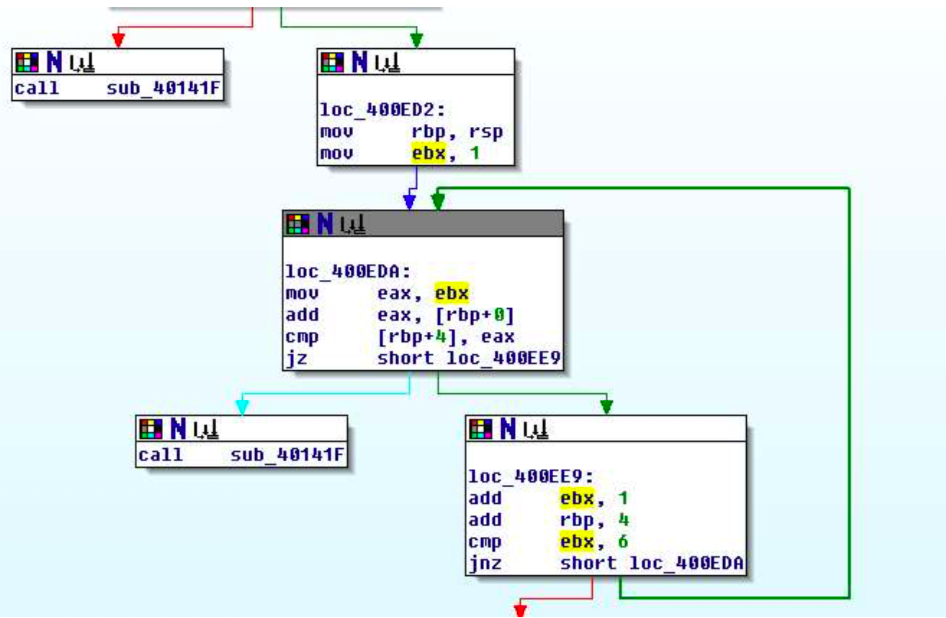 call sub_40141F
loc_400ED2:
mov rbp, rsp
mov ebx, 1
loc_400EDA:
mov eax, ebx
add eax, [rbp+0]
cmp [rbp+4], eax
jz short loc_400EE9
call sub_40141F
loc_400EE9:
add ebx, 1
add rbp, 4
cmp ebx, 6
jnz short loc_400EDA